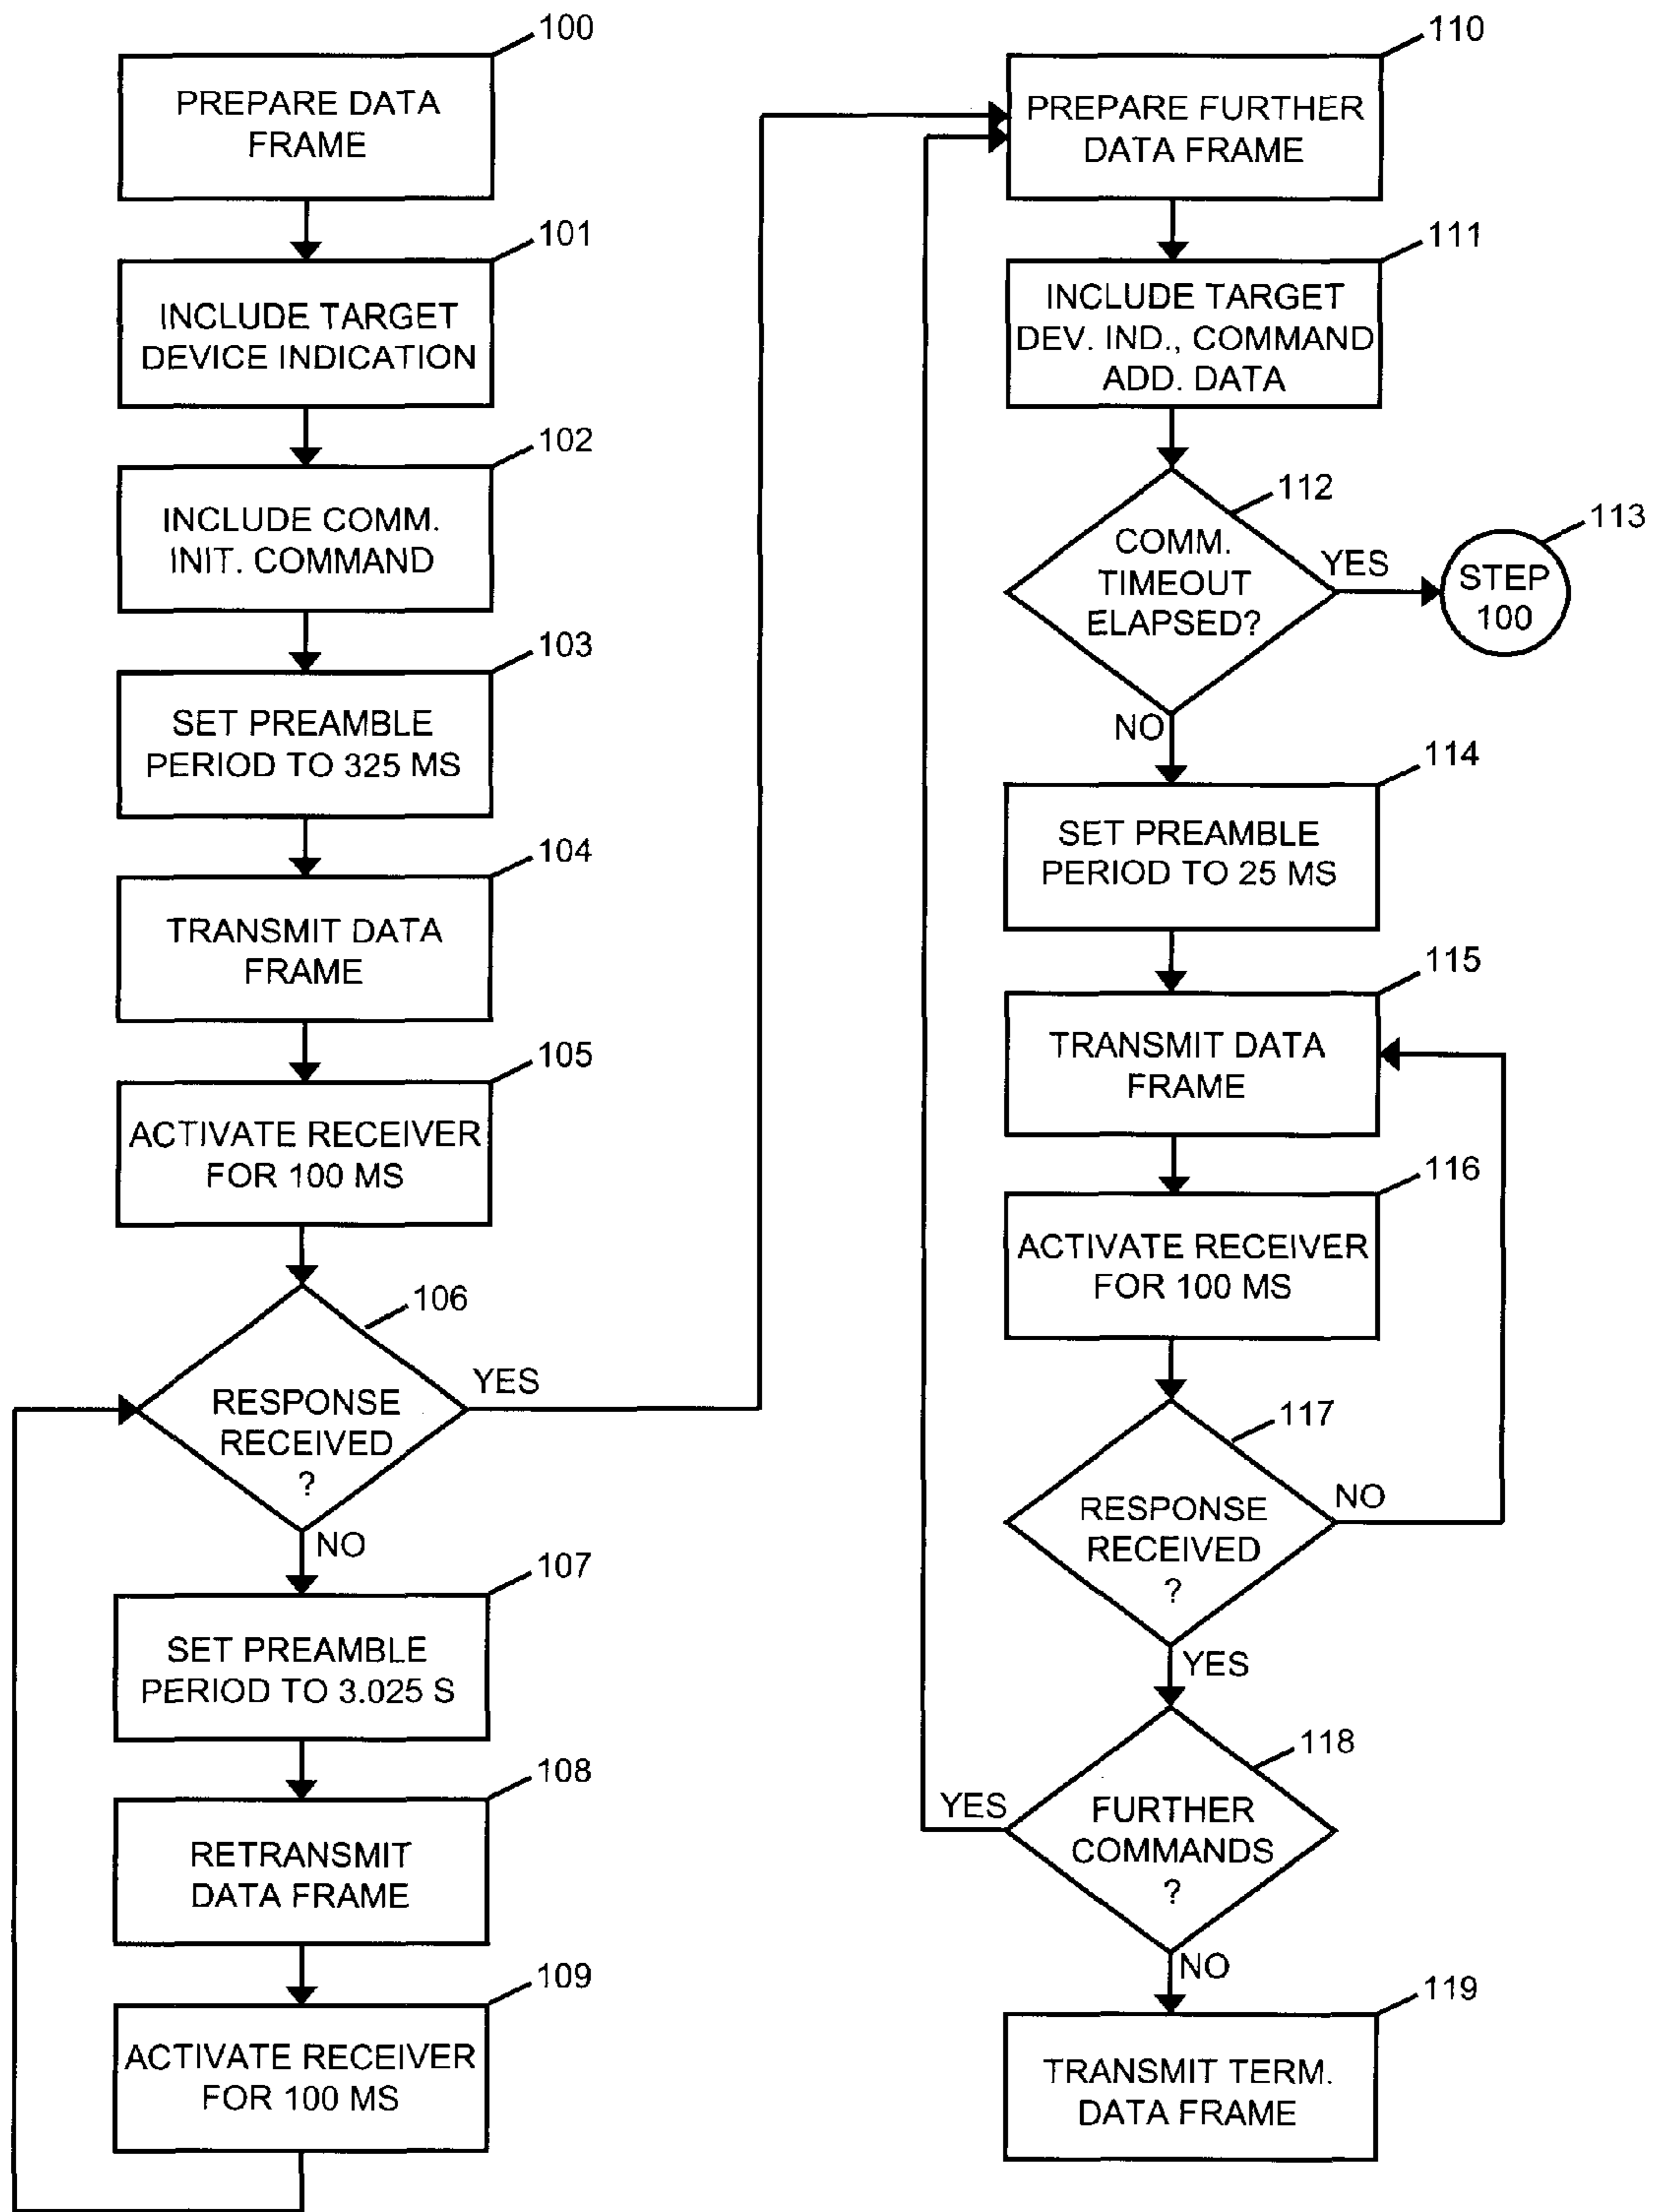 100
PREPARE DATA
FRAME
101
INCLUDE TARGET
DEVICE INDICATION
102
INCLUDE COMM.
INIT. COMMAND
103
SET PREAMBLE
PERIOD TO 325 MS
104
TRANSMIT DATA
FRAME
105
ACTIVATE RECEIVER
FOR 100 MS
106
RESPONSE
RECEIVED
?
YES
NO
107
SET PREAMBLE
PERIOD TO 3.025 S
108
RETRANSMIT
DATA FRAME
109
ACTIVATE RECEIVER
FOR 100 MS
110
PREPARE FURTHER
DATA FRAME
111
INCLUDE TARGET
DEV. IND., COMMAND
ADD. DATA
112
COMM.
TIMEOUT
ELAPSED?
YES
113
STEP
100
NO
114
SET PREAMBLE
PERIOD TO 25 MS
115
TRANSMIT DATA
FRAME
116
ACTIVATE RECEIVER
FOR 100 MS
117
RESPONSE
RECEIVED
?
NO
YES
118
FURTHER
COMMANDS
?
YES
NO
119
TRANSMIT TERM.
DATA FRAME